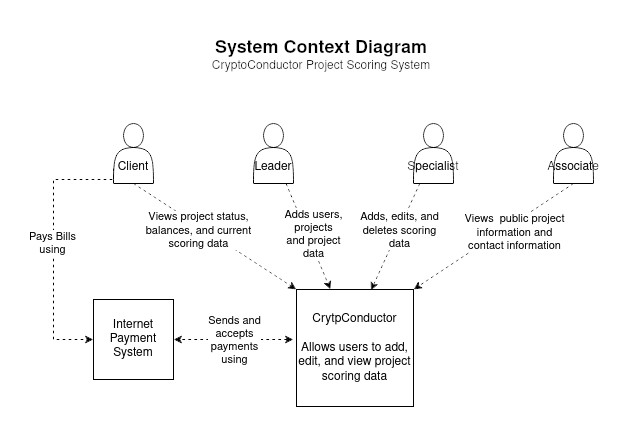 System Context Diagram
CryptoConductor Project Scoring System
Client
Leader
Specialist
Associate
Views project status,
balances, and current
scoring data
Adds users,
projects
and project
data
Adds, edits, and
deletes scoring
data
Views  public project
information and
contact information
Pays Bills
using
Internet
Payment
System
Sends and
accepts
payments
using
CrytpConductor
Allows users to add,
edit, and view project
scoring data